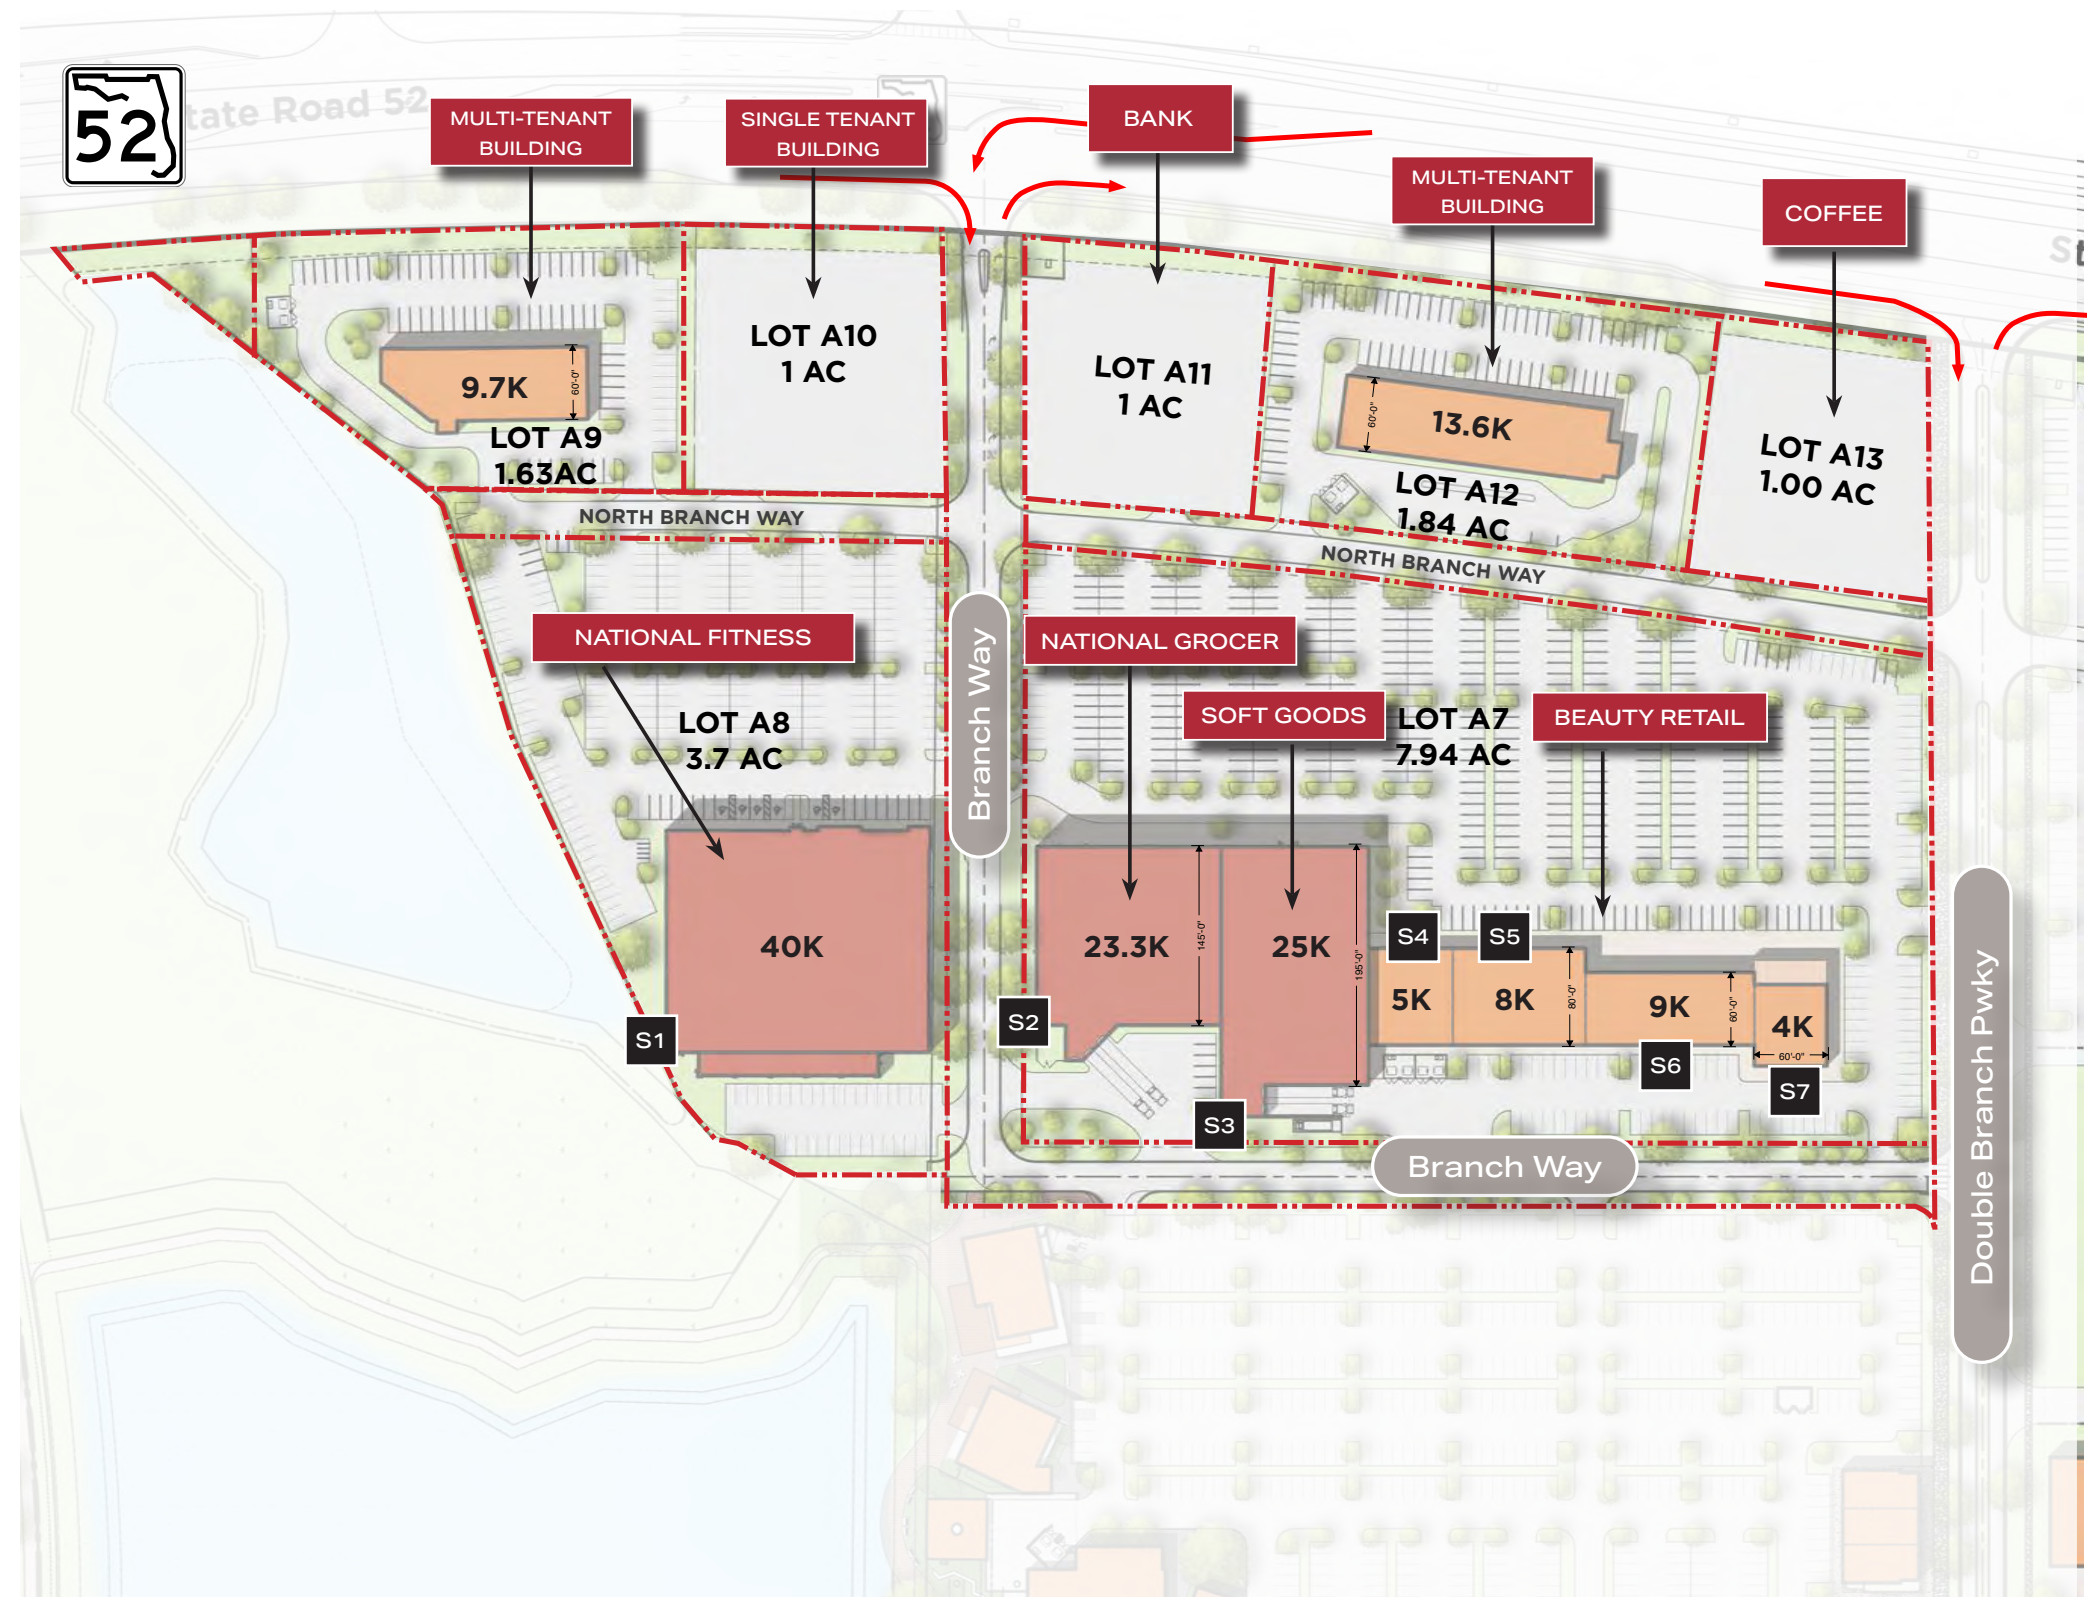 52
tate Road 52
MULTI-TENANT
BUILDING
SINGLE TENANT
BUILDING
BANK
MULTI-TENANT
BUILDING
COFFEE
St
LOT A10
1 AC
LOT A11
1 AC
9.7K
60'-0"
LOT A9
1.63AC
60'-0"
13.6K
LOT A12
1.84 AC
LOT A13
1.00 AC
NORTH BRANCH WAY
NORTH BRANCH WAY
NATIONAL FITNESS
NATIONAL GROCER
SOFT GOODS
BEAUTY RETAIL
LOT A8
3.7 AC
LOT A7
7.94 AC
Branch Way
40K
23.3K
145'-0"
25K
195'-0"
S4
S5
5K
8K
80'-0"
9K
60'-0"
4K
60'-0"
S1
S2
S3
S6
S7
Branch Way
Double Branch Pwky